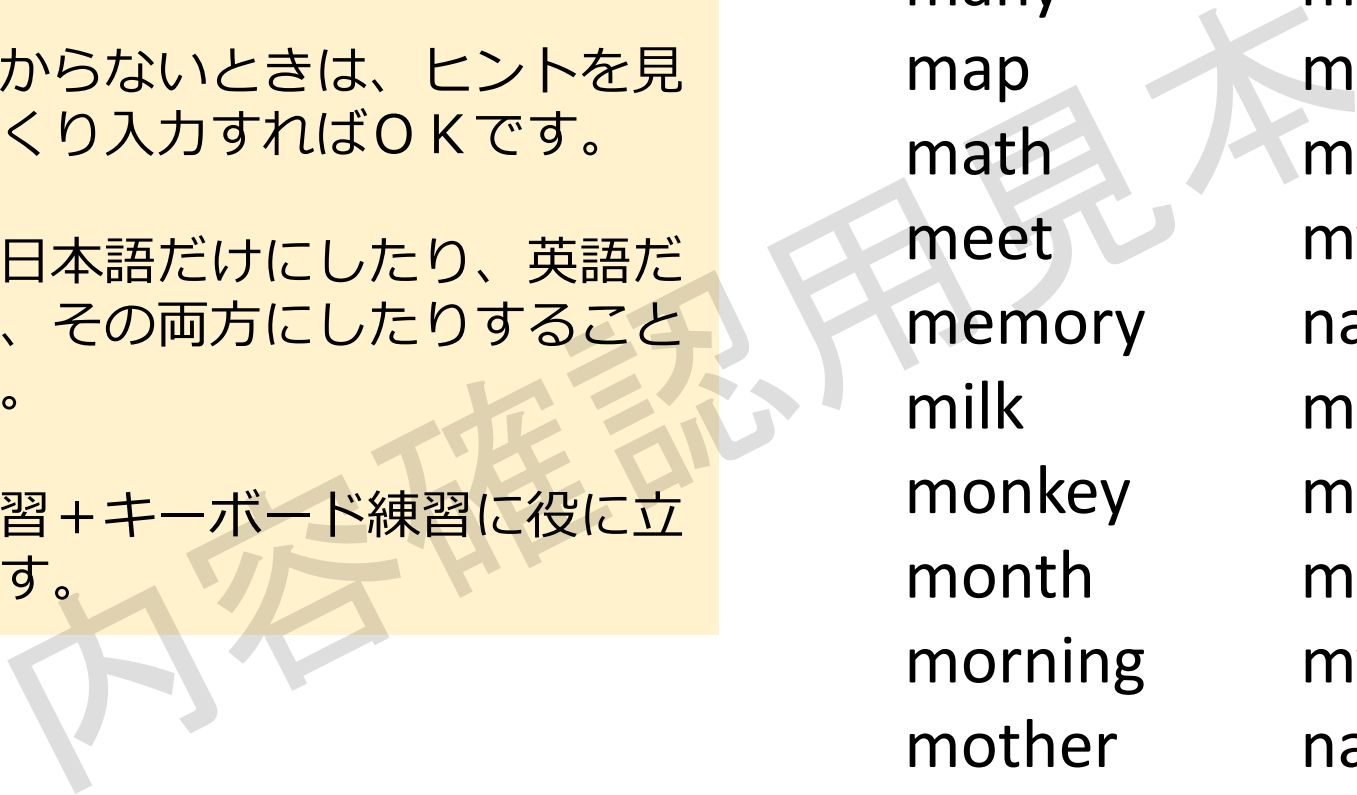 からないときは、ヒントを見
くり入力すればＯＫです。
日本語だけにしたり、英語だ
、その両方にしたりすること
。
習＋キーボード練習に役に立
す。
many
map
math
meet
memory
milk
monkey
month
morning
mother
内容確認用見本